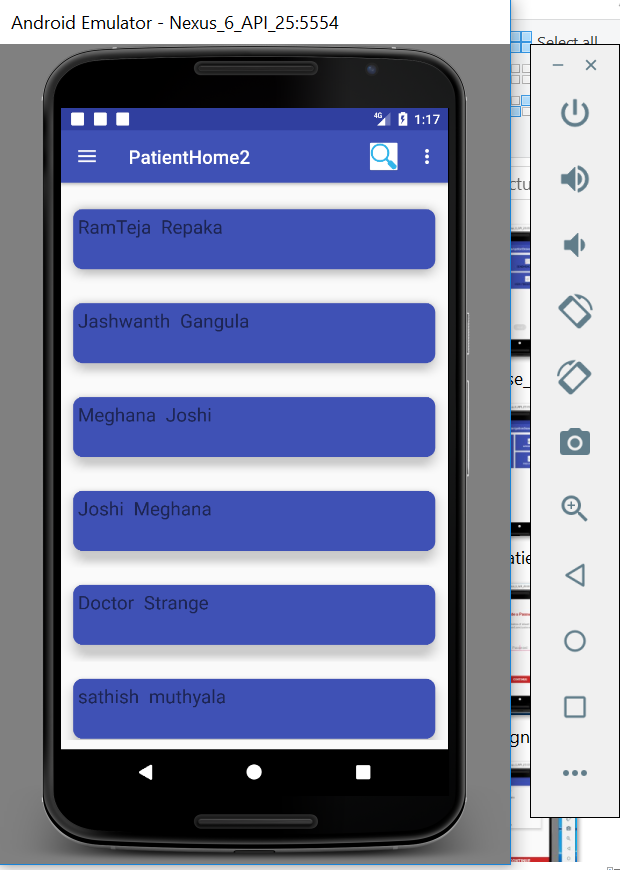 Android Emulator - Nexus_6_API_25:5554
Select all
4G 1:17
PatientHome2
RamTeja Repaka
Jashwanth Gangula
Meghana Joshi
Joshi Meghana
Doctor Strange
sathish muthyala